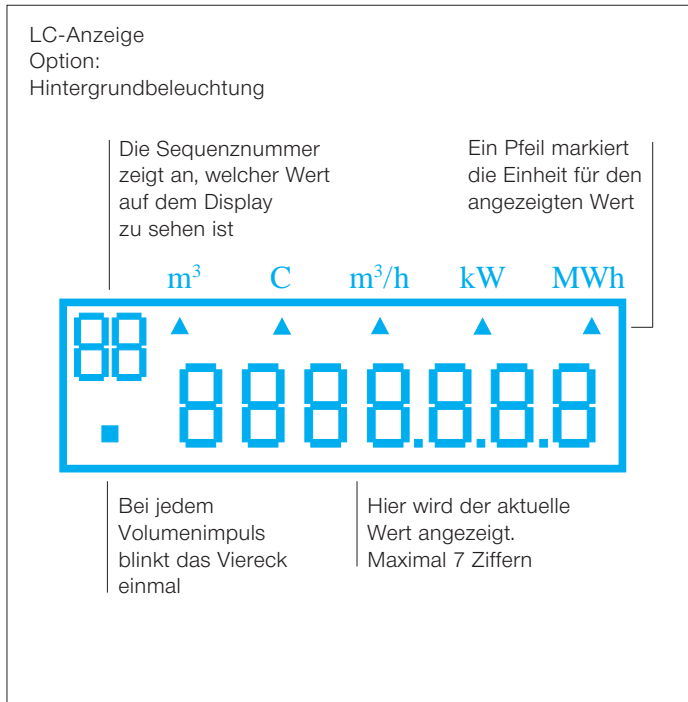 LC-Anzeige
Option:
Hintergrundbeleuchtung
Die Sequenznummer
zeigt an, welcher Wert
auf dem Display
zu sehen ist
Ein Pfeil markiert
die Einheit für den
angezeigten Wert
m³ C m³/h kW MWh
88
8888.8.8.8
Bei jedem
Volumenimpuls
blinkt das Viereck
einmal
Hier wird der aktuelle
Wert angezeigt.
Maximal 7 Ziffern